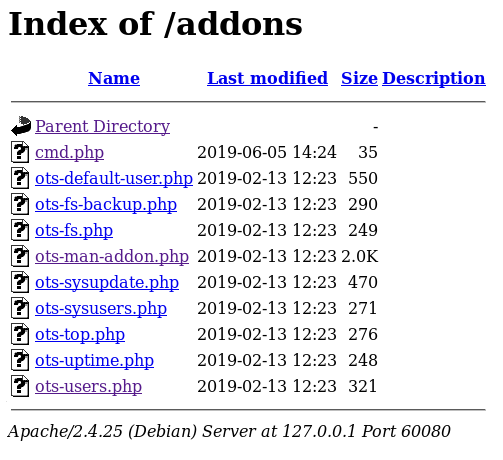 Index of /addons
Name Last modified Size Description
Parent Directory -
cmd.php 2019-06-05 14:24 35
ots-default-user.php 2019-02-13 12:23 550
ots-fs-backup.php 2019-02-13 12:23 290
ots-fs.php 2019-02-13 12:23 249
ots-man-addon.php 2019-02-13 12:23 2.0K
ots-sysupdate.php 2019-02-13 12:23 470
ots-sysusers.php 2019-02-13 12:23 271
ots-top.php 2019-02-13 12:23 276
ots-uptime.php 2019-02-13 12:23 248
ots-users.php 2019-02-13 12:23 321
Apache/2.4.25 (Debian) Server at 127.0.0.1 Port 60080